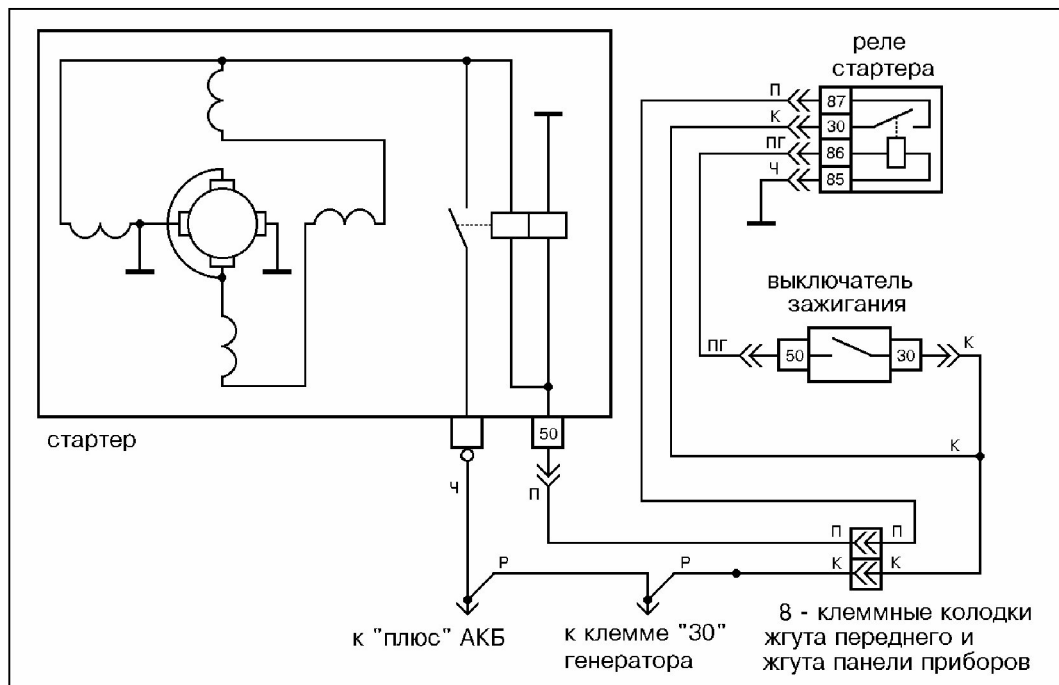 реле
стартера
П
87
К
30
ПГ
86
Ч
85
выключатель
зажигания
ПГ
50
30
К
стартер
50
К
Ч
П
П
П
Р
Р
К
К
к "плюс" АКБ
к клемме "30"
генератора
8 - клеммные колодки
жгута переднего и
жгута панели приборов